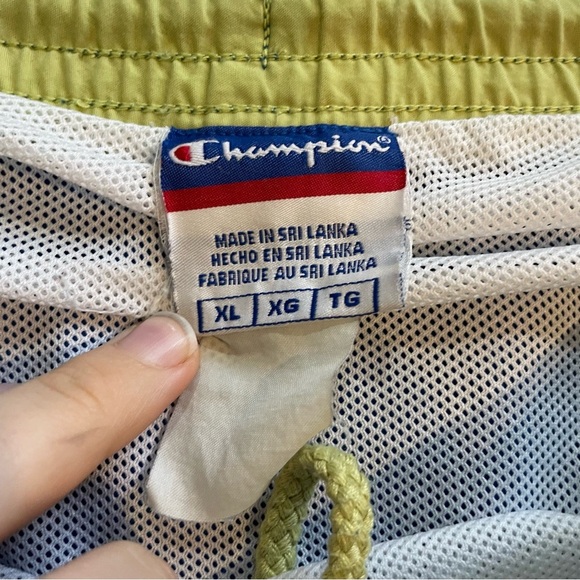 Champion®
MADE IN SRI LANKA
HECHO EN SRI LANKA
FABRIQUE AU SRI LANKA
XL XG TG